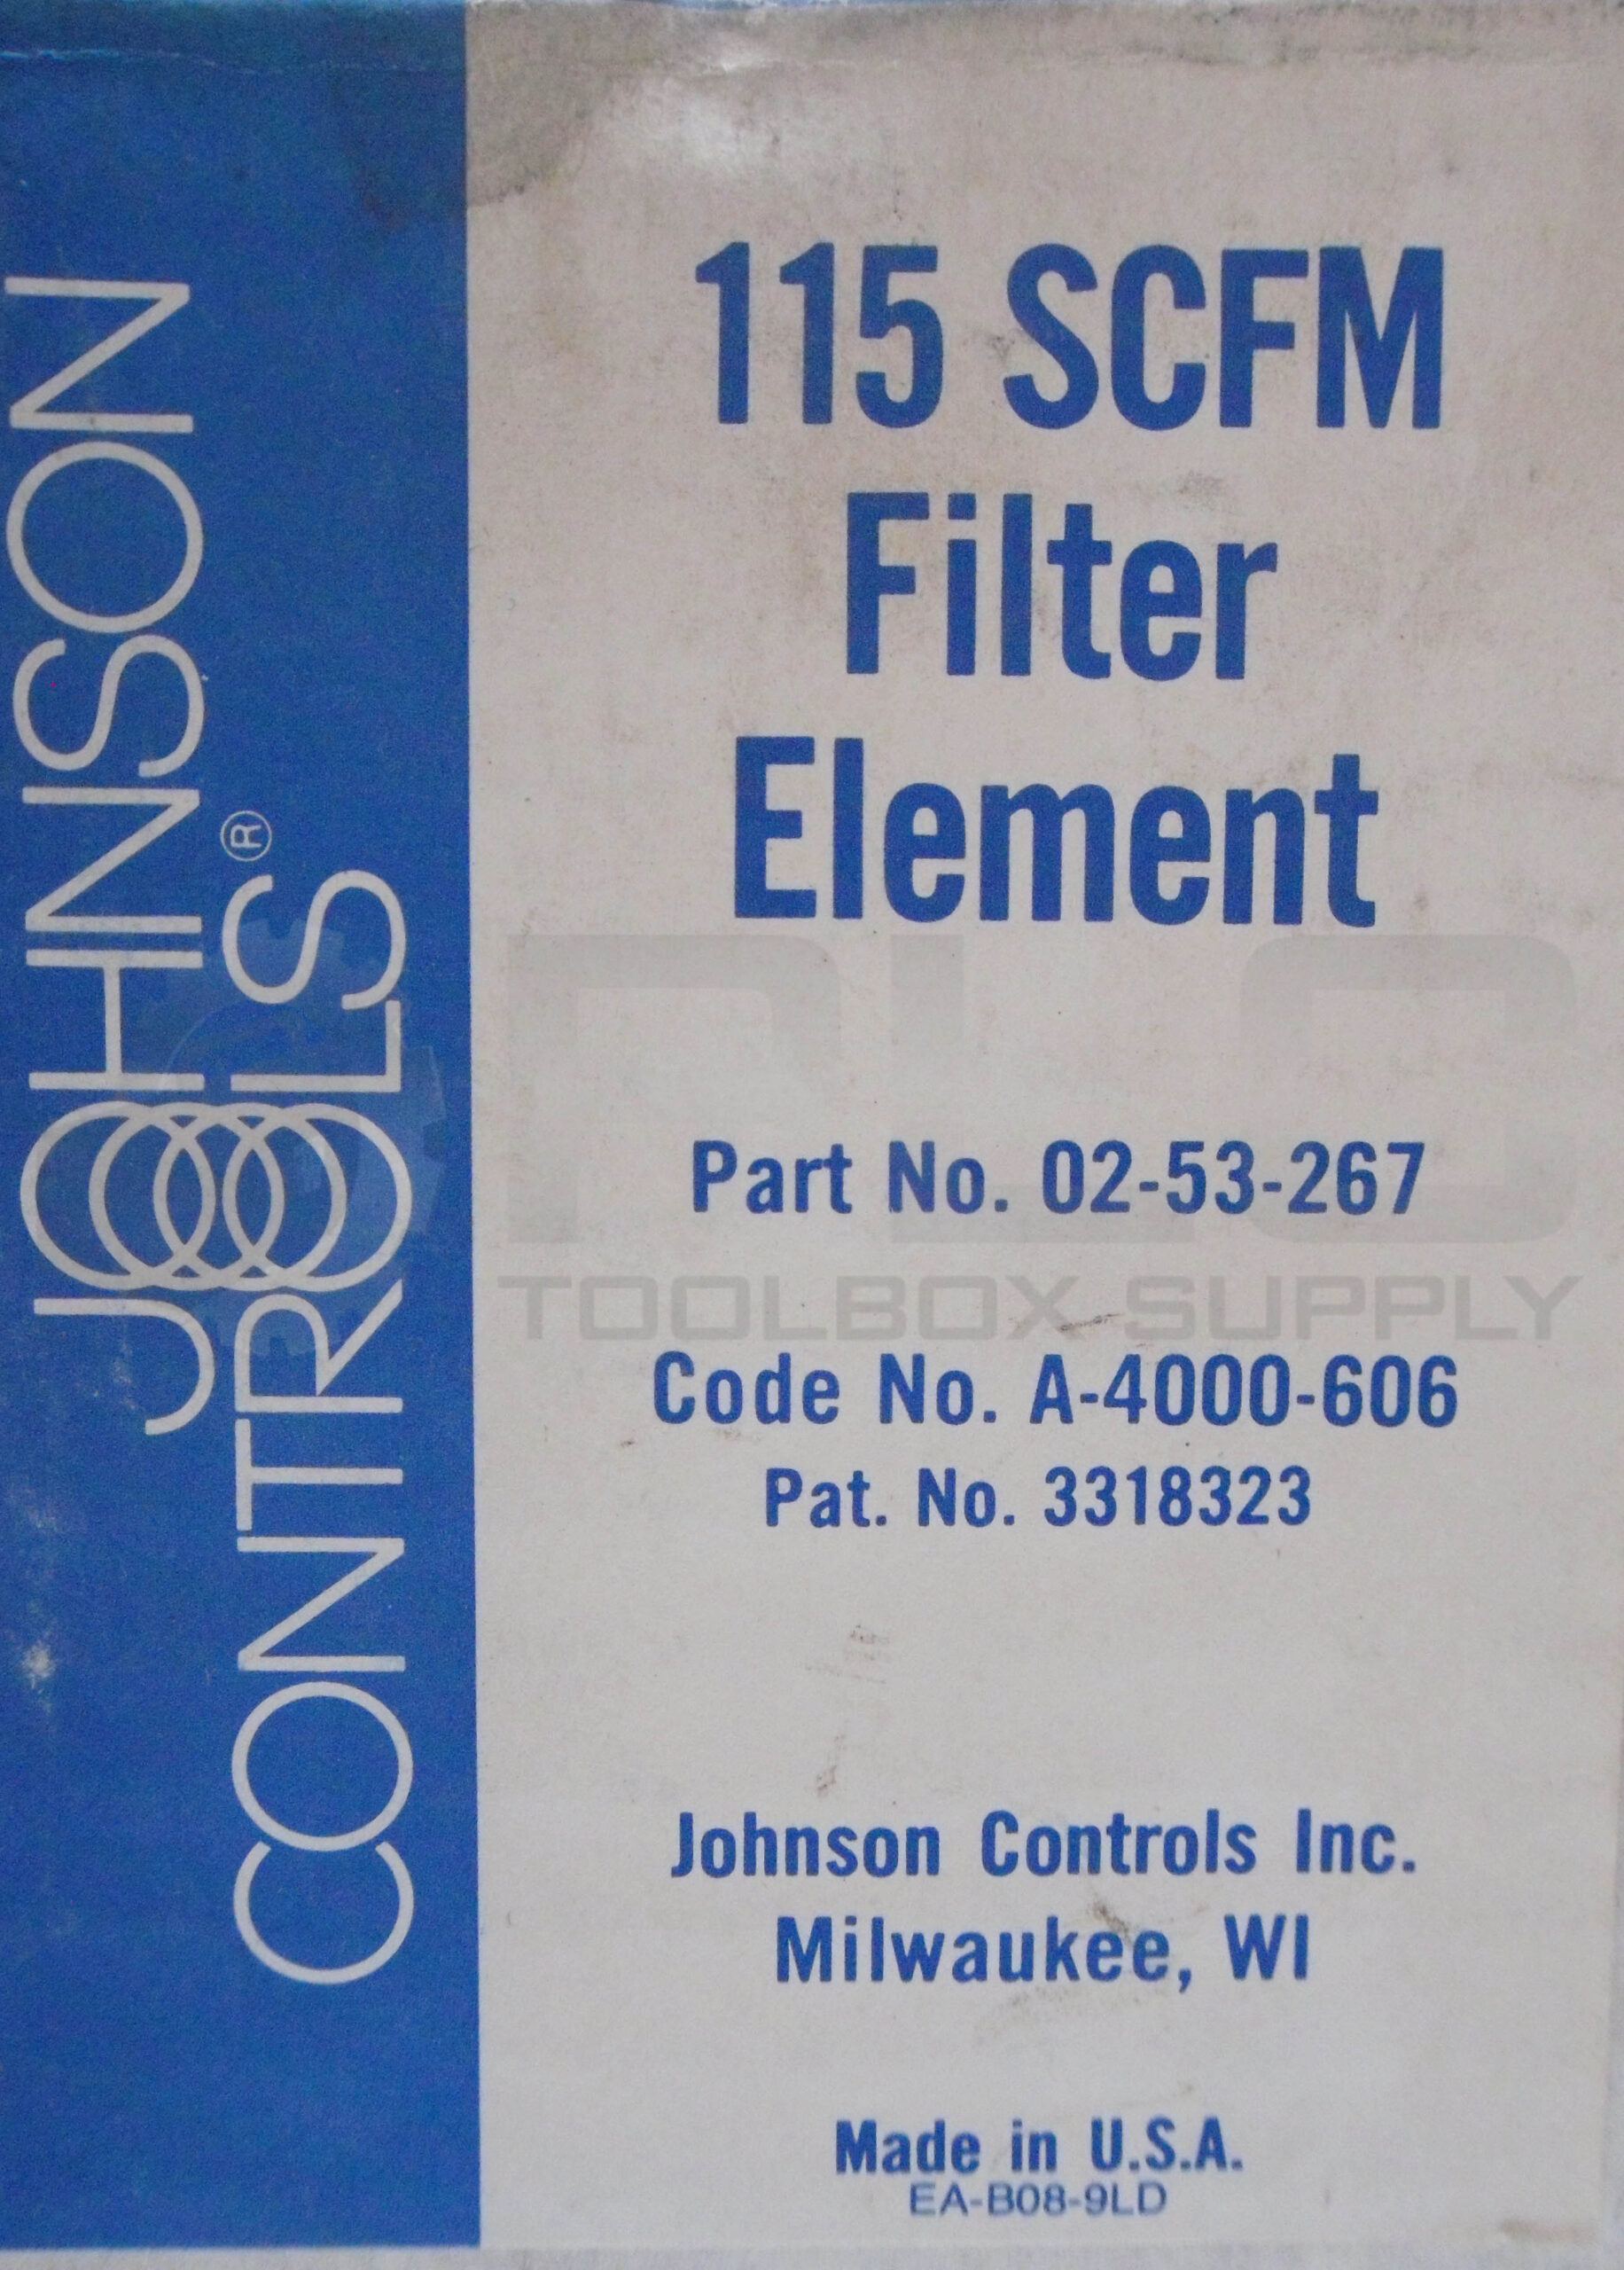 JOHNSON
CONTROLS®
115 SCFM
Filter
Element
Part No. 02-53-267
TOOLBOX SUPPLY
Code No. A-4000-606
Pat. No. 3318323
Johnson Controls Inc.
Milwaukee, WI
Made in U.S.A.
EA-B08-9LD